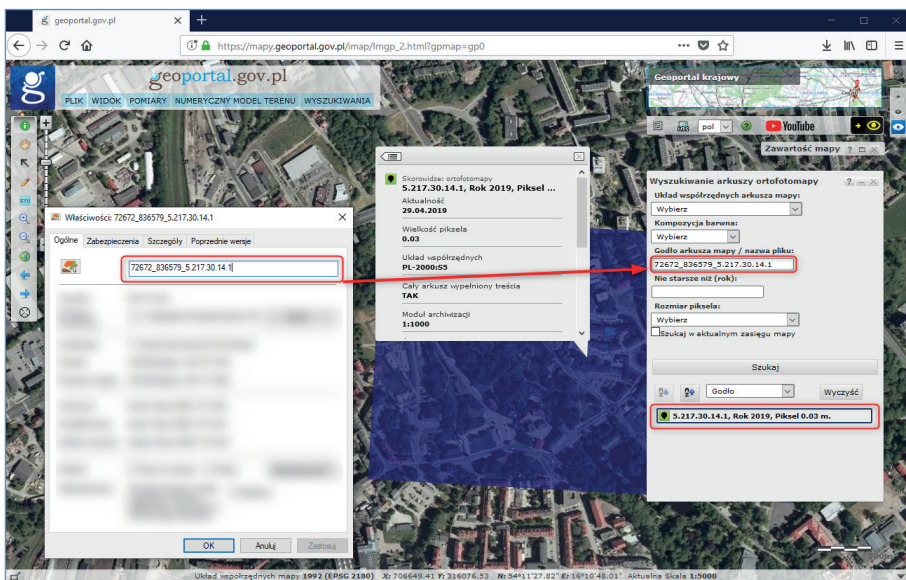 geoportal.gov.pl
https://mapy.geoportal.gov.pl/imap/Imgp_2.html?gpmap=gp0
geoportal.gov.pl
PLIK WIDOK POMIARY NUMERYCZNY MODEL TERENU WYSZUKIWANIA
Geoportal krajowy
pol
YouTube
Zawartość mapy
Skorowidze: ortofotomapy
5.217.30.14.1, Rok 2019, Piksel ...
Aktualność
29.04.2019
Wielkość piksela
0.03
Układ współrzędnych
PL-2000:S5
Cały arkusz wypełniony treścia
TAK
Moduł archiwizacji
1:1000
Właściwości: 72672_836579_5.217.30.14.1
Ogólne Zabezpieczenia Szczegóły Poprzednie wersje
72672_836579_5.217.30.14.1
OK Anuluj Zastosuj
Wyszukiwanie arkuszy ortofotomapy
Układ współrzędnych arkusza mapy:
Wybierz
Kompozycja barwna:
Wybierz
Godło arkusza mapy / nazwa pliku:
72672_836579_5.217.30.14.1
Nie starsze niż (rok):
Rozmiar piksela:
Wybierz
Szukaj w aktualnym zasięgu mapy
Szukaj
Godło
Wyczyść
5.217.30.14.1, Rok 2019, Piksel 0.03 m.
Układ współrzędnych mapy 1992 (EPSG 2180) X: 706649.41 Y: 316076.53 N: 54°11'27.82" E: 16°10'48.01" Aktualna Skala 1:5000